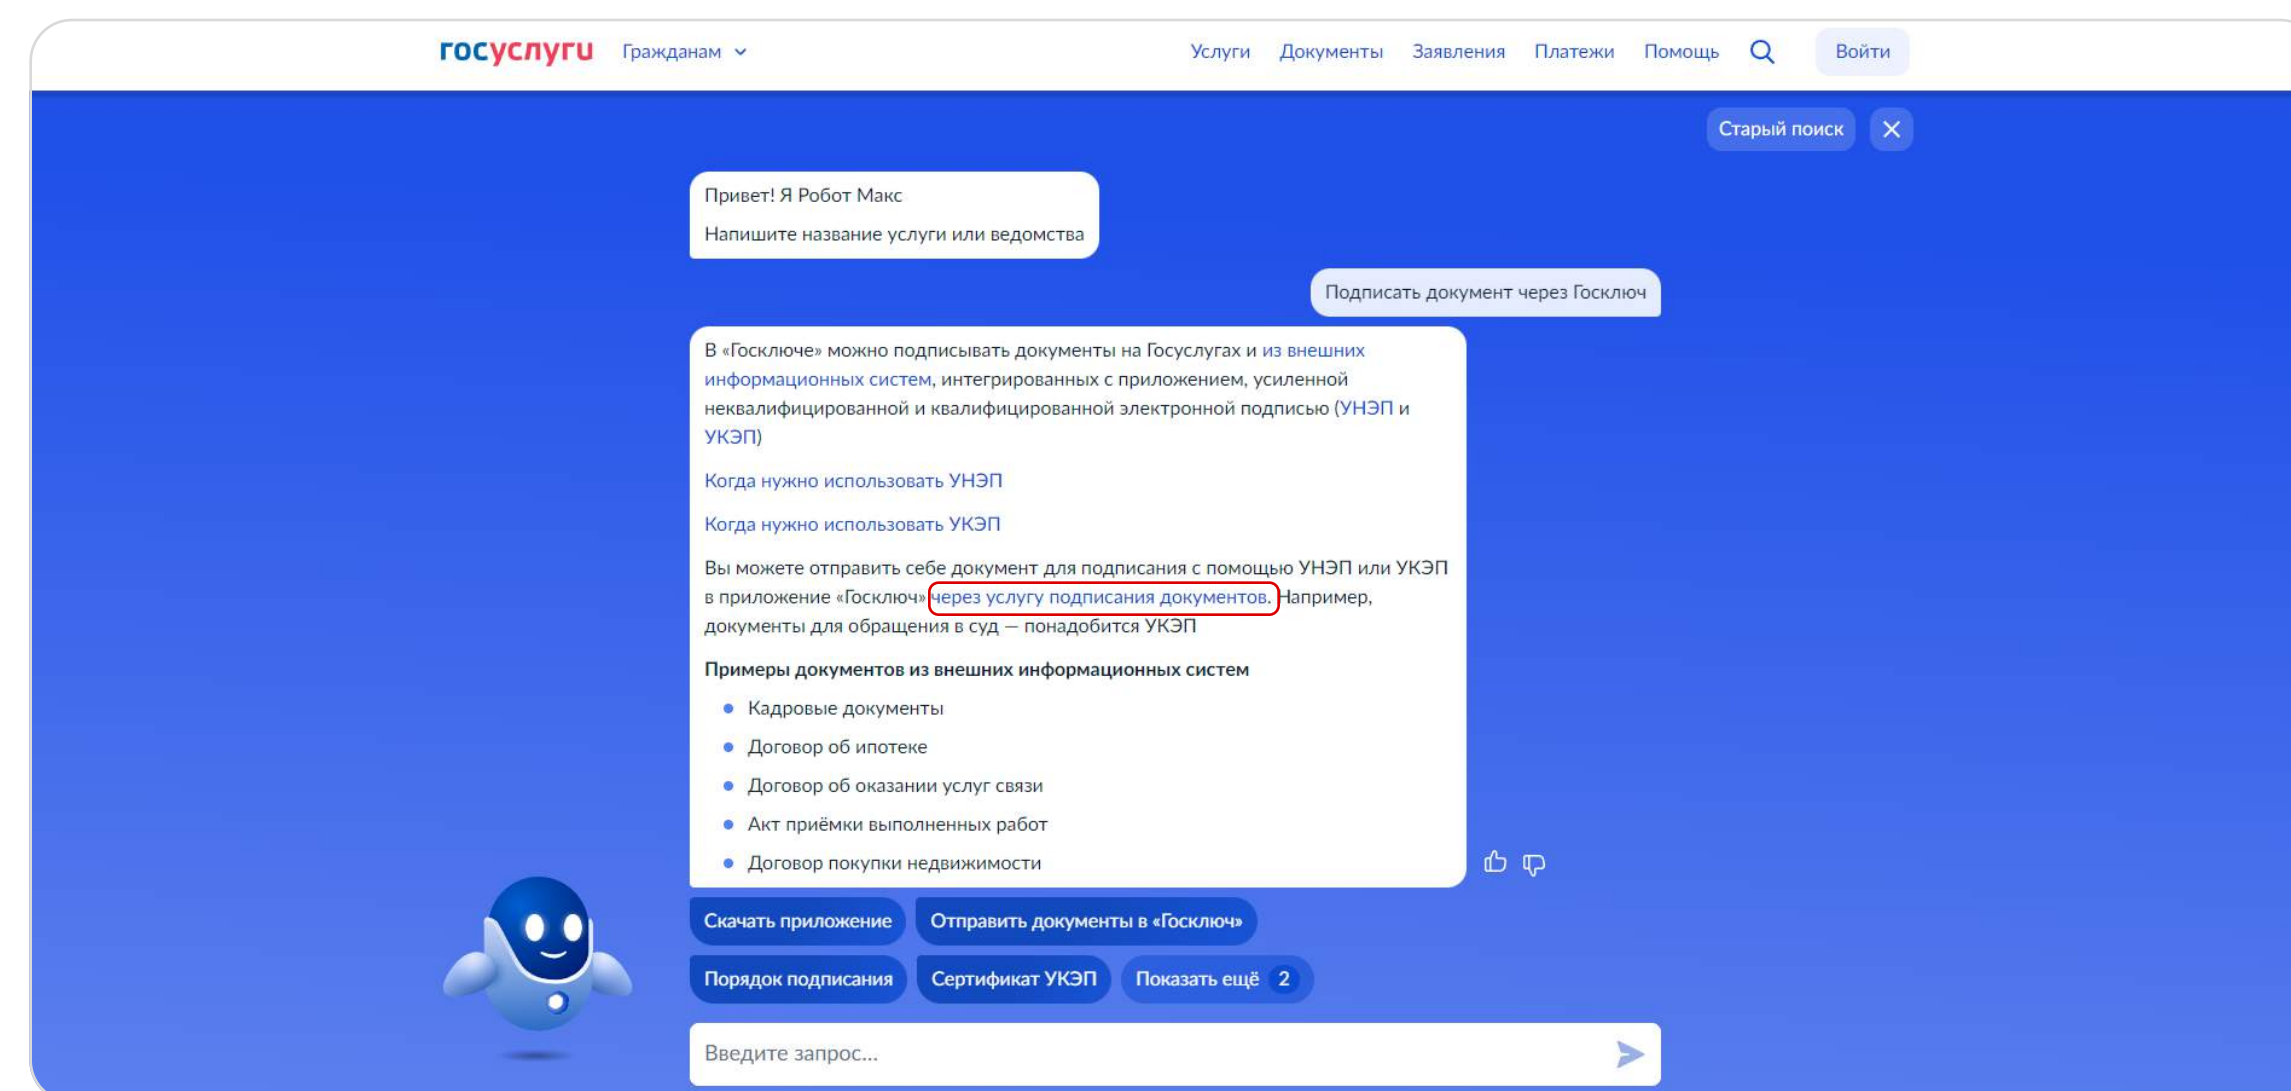 госуслуги Гражданам Услуги Документы Заявления Платежи Помощь Войти
Старый поиск
Привет! Я Робот Макс
Напишите название услуги или ведомства
Подписать документ через Госключ
В «Госключе» можно подписывать документы на Госуслугах и из внешних
информационных систем, интегрированных с приложением, усиленной
неквалифицированной и квалифицированной электронной подписью (УНЭП и
УКЭП)
Когда нужно использовать УНЭП
Когда нужно использовать УКЭП
Вы можете отправить себе документ для подписания с помощью УНЭП или УКЭП
в приложение «Госключ» через услугу подписания документов. Например,
документы для обращения в суд — понадобится УКЭП
Примеры документов из внешних информационных систем
Кадровые документы
Договор об ипотеке
Договор об оказании услуг связи
Акт приёмки выполненных работ
Договор покупки недвижимости
Скачать приложение Отправить документы в «Госключ»
Порядок подписания Сертификат УКЭП Показать ещё 2
Введите запрос...